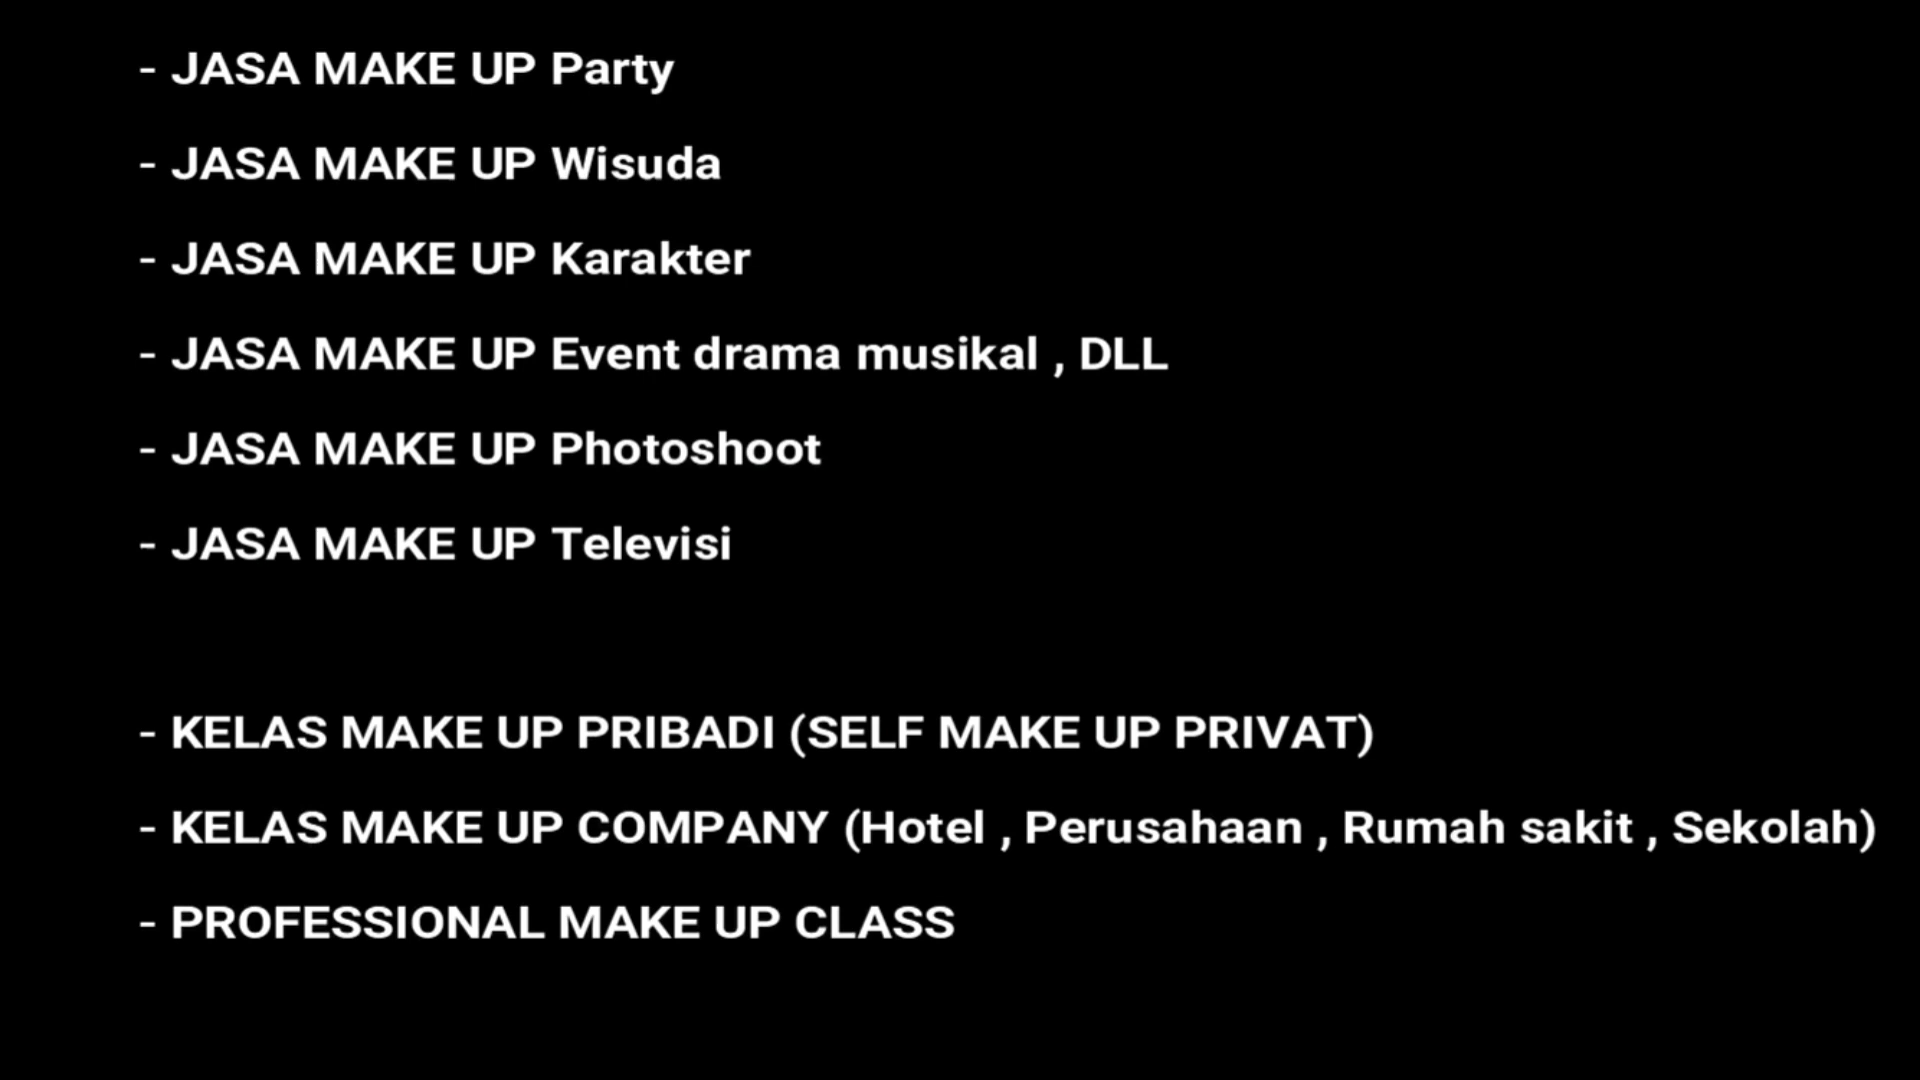 - JASA MAKE UP Party
- JASA MAKE UP Wisuda
- JASA MAKE UP Karakter
- JASA MAKE UP Event drama musikal , DLL
- JASA MAKE UP Photoshoot
- JASA MAKE UP Televisi
- KELAS MAKE UP PRIBADI (SELF MAKE UP PRIVAT)
- KELAS MAKE UP COMPANY (Hotel , Perusahaan , Rumah sakit , Sekolah)
- PROFESSIONAL MAKE UP CLASS